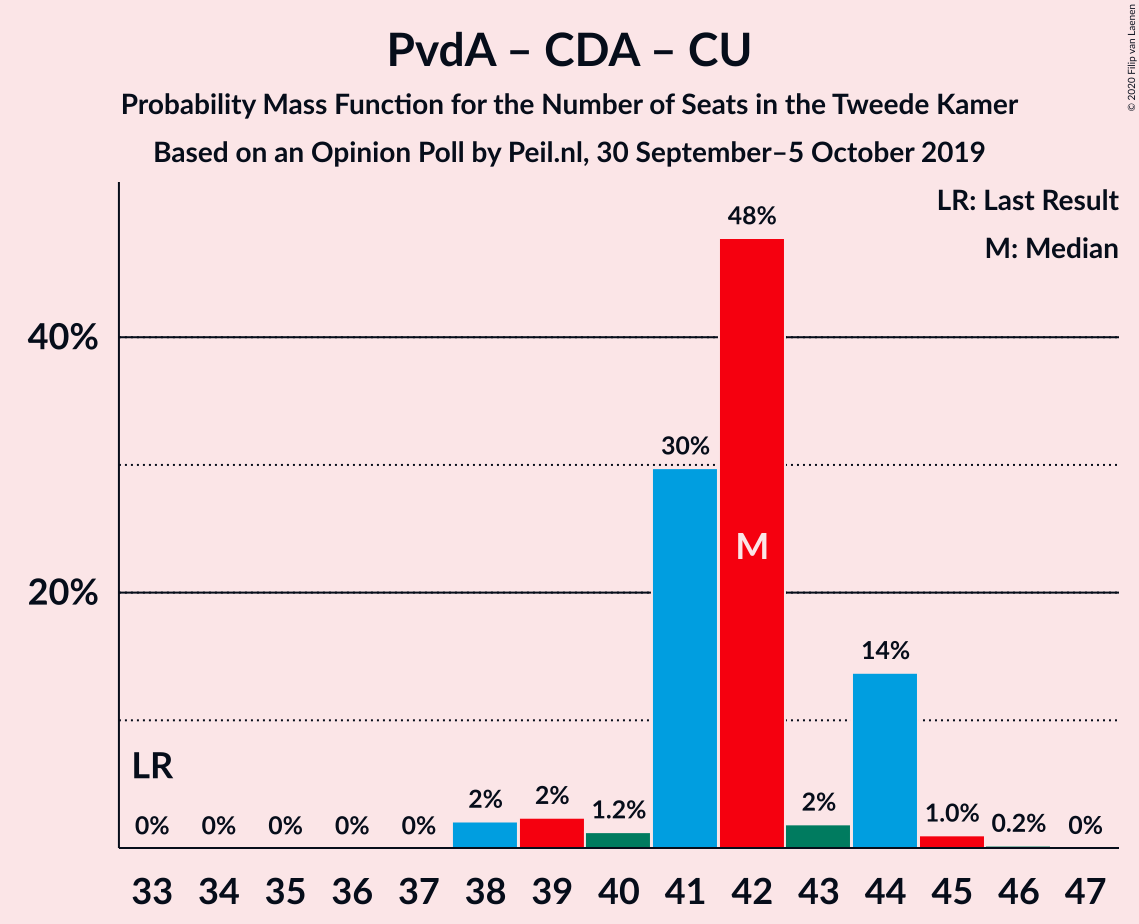 PvdA – CDA – CU
Probability Mass Function for the Number of Seats in the Tweede Kamer
Based on an Opinion Poll by Peil.nl, 30 September–5 October 2019
© 2020 Filip van Laenen
LR: Last Result
M: Median
48%
40%
30%
M
20%
14%
LR
0% 0% 0% 0% 0% 2% 2% 1.2% 2% 1.0% 0.2% 0%
33 34 35 36 37 38 39 40 41 42 43 44 45 46 47